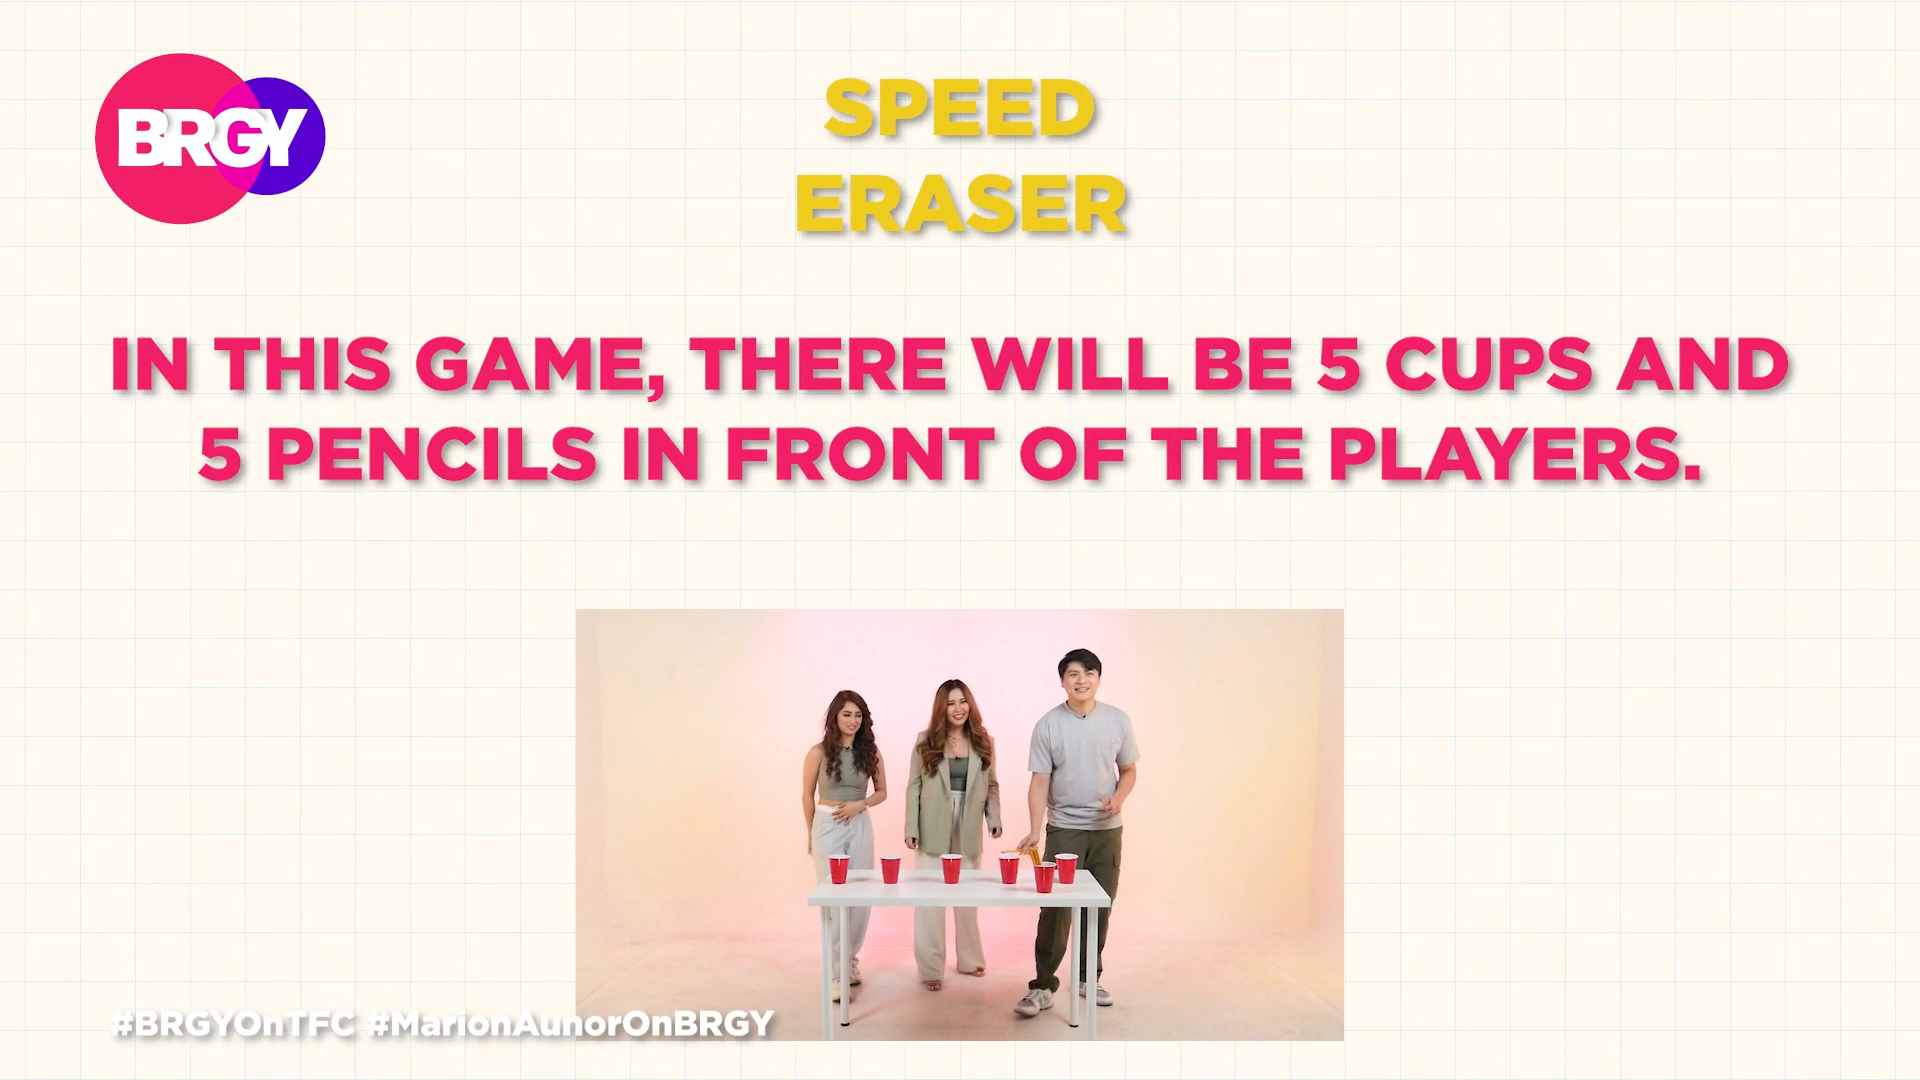 BRGY
SPEED
ERASER
IN THIS GAME, THERE WILL BE 5 CUPS AND
5 PENCILS IN FRONT OF THE PLAYERS.
#BRGYOnTFC #MarionAunorOnBRGY